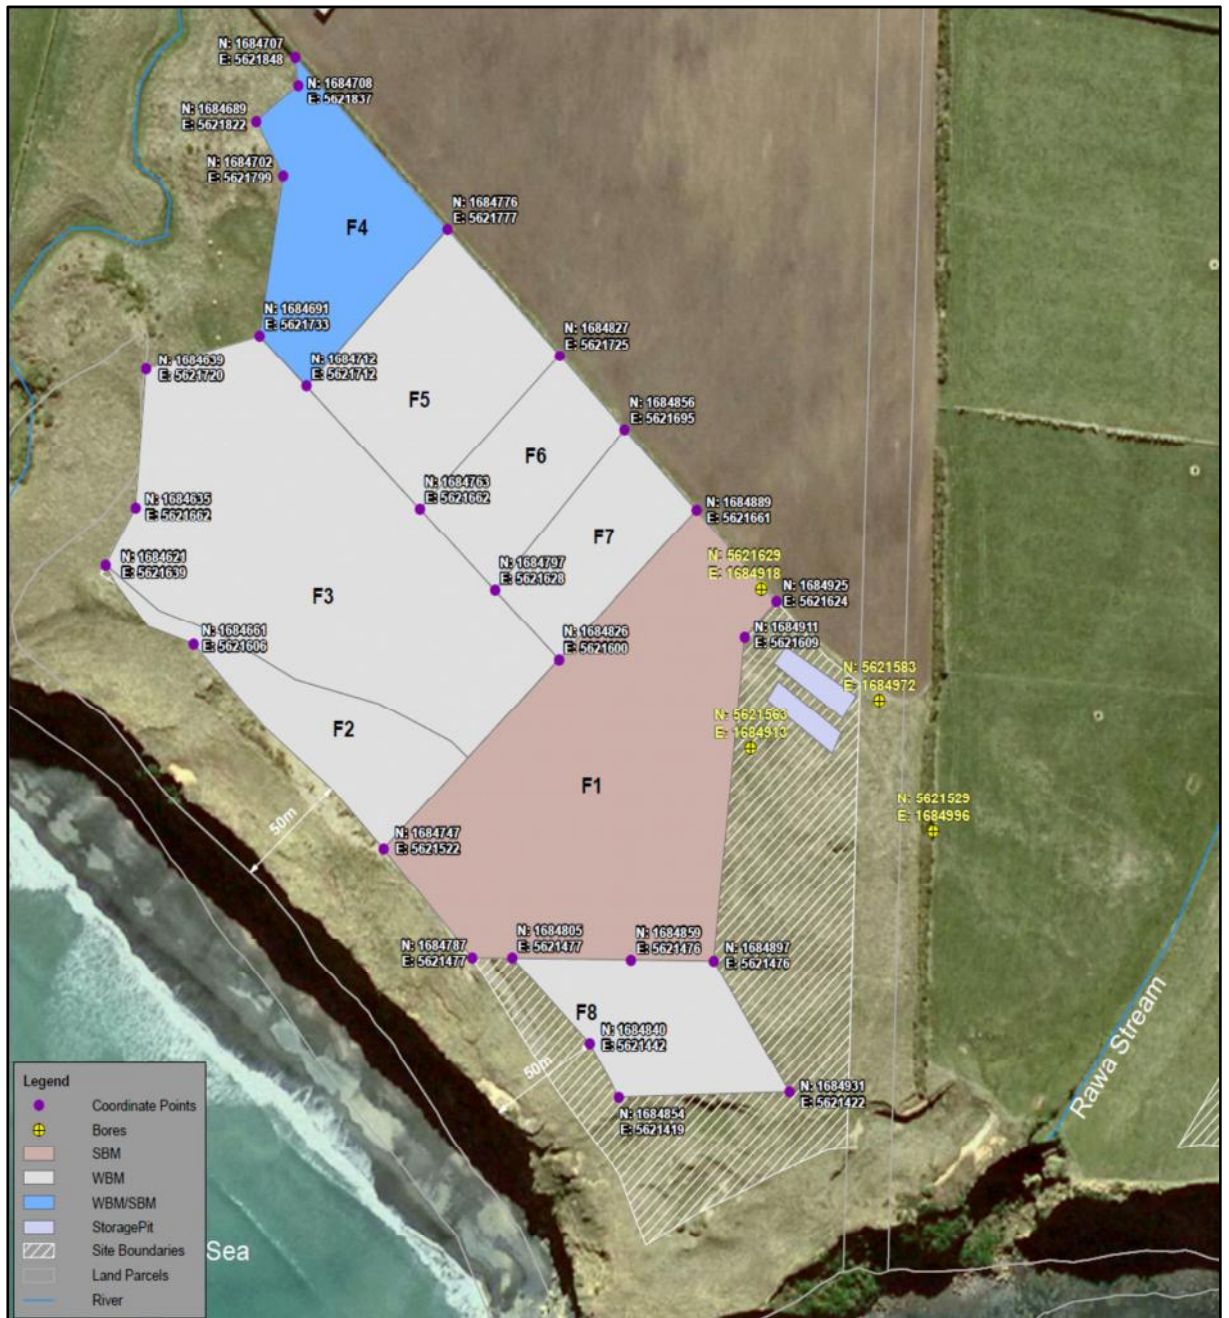 N: 1684707
E: 5621848
N: 1684708
E: 5621837
N: 1684689
E: 5621822
N: 1684702
E: 5621799
N: 1684776
E: 5621777
F4
N: 1684691
E: 5621733
N: 1684712
E: 5621712
N: 1684639
E: 5621720
N: 1684827
E: 5621725
F5
N: 1684856
E: 5621695
F6
N: 1684763
E: 5621662
N: 1684635
E: 5621662
N: 1684889
E: 5621661
F7
N: 1684797
E: 5621628
N: 5621629
E: 1684918
N: 1684925
E: 5621624
N: 1684621
E: 5621639
F3
N: 1684661
E: 5621606
N: 1684826
E: 5621600
N: 1684911
E: 5621609
N: 5621583
E: 1684972
F2
N: 5621563
E: 1684913
F1
N: 5621529
E: 1684996
50m
N: 1684747
E: 5621522
N: 1684787
E: 5621477
N: 1684805
E: 5621477
N: 1684859
E: 5621476
N: 1684897
E: 5621476
F8
N: 1684840
E: 5621442
50m
N: 1684931
E: 5621422
N: 1684854
E: 5621419
Rawa Stream
Sea
Legend
Coordinate Points
Bores
SBM
WBM
WBM/SBM
StoragePit
Site Boundaries
Land Parcels
River